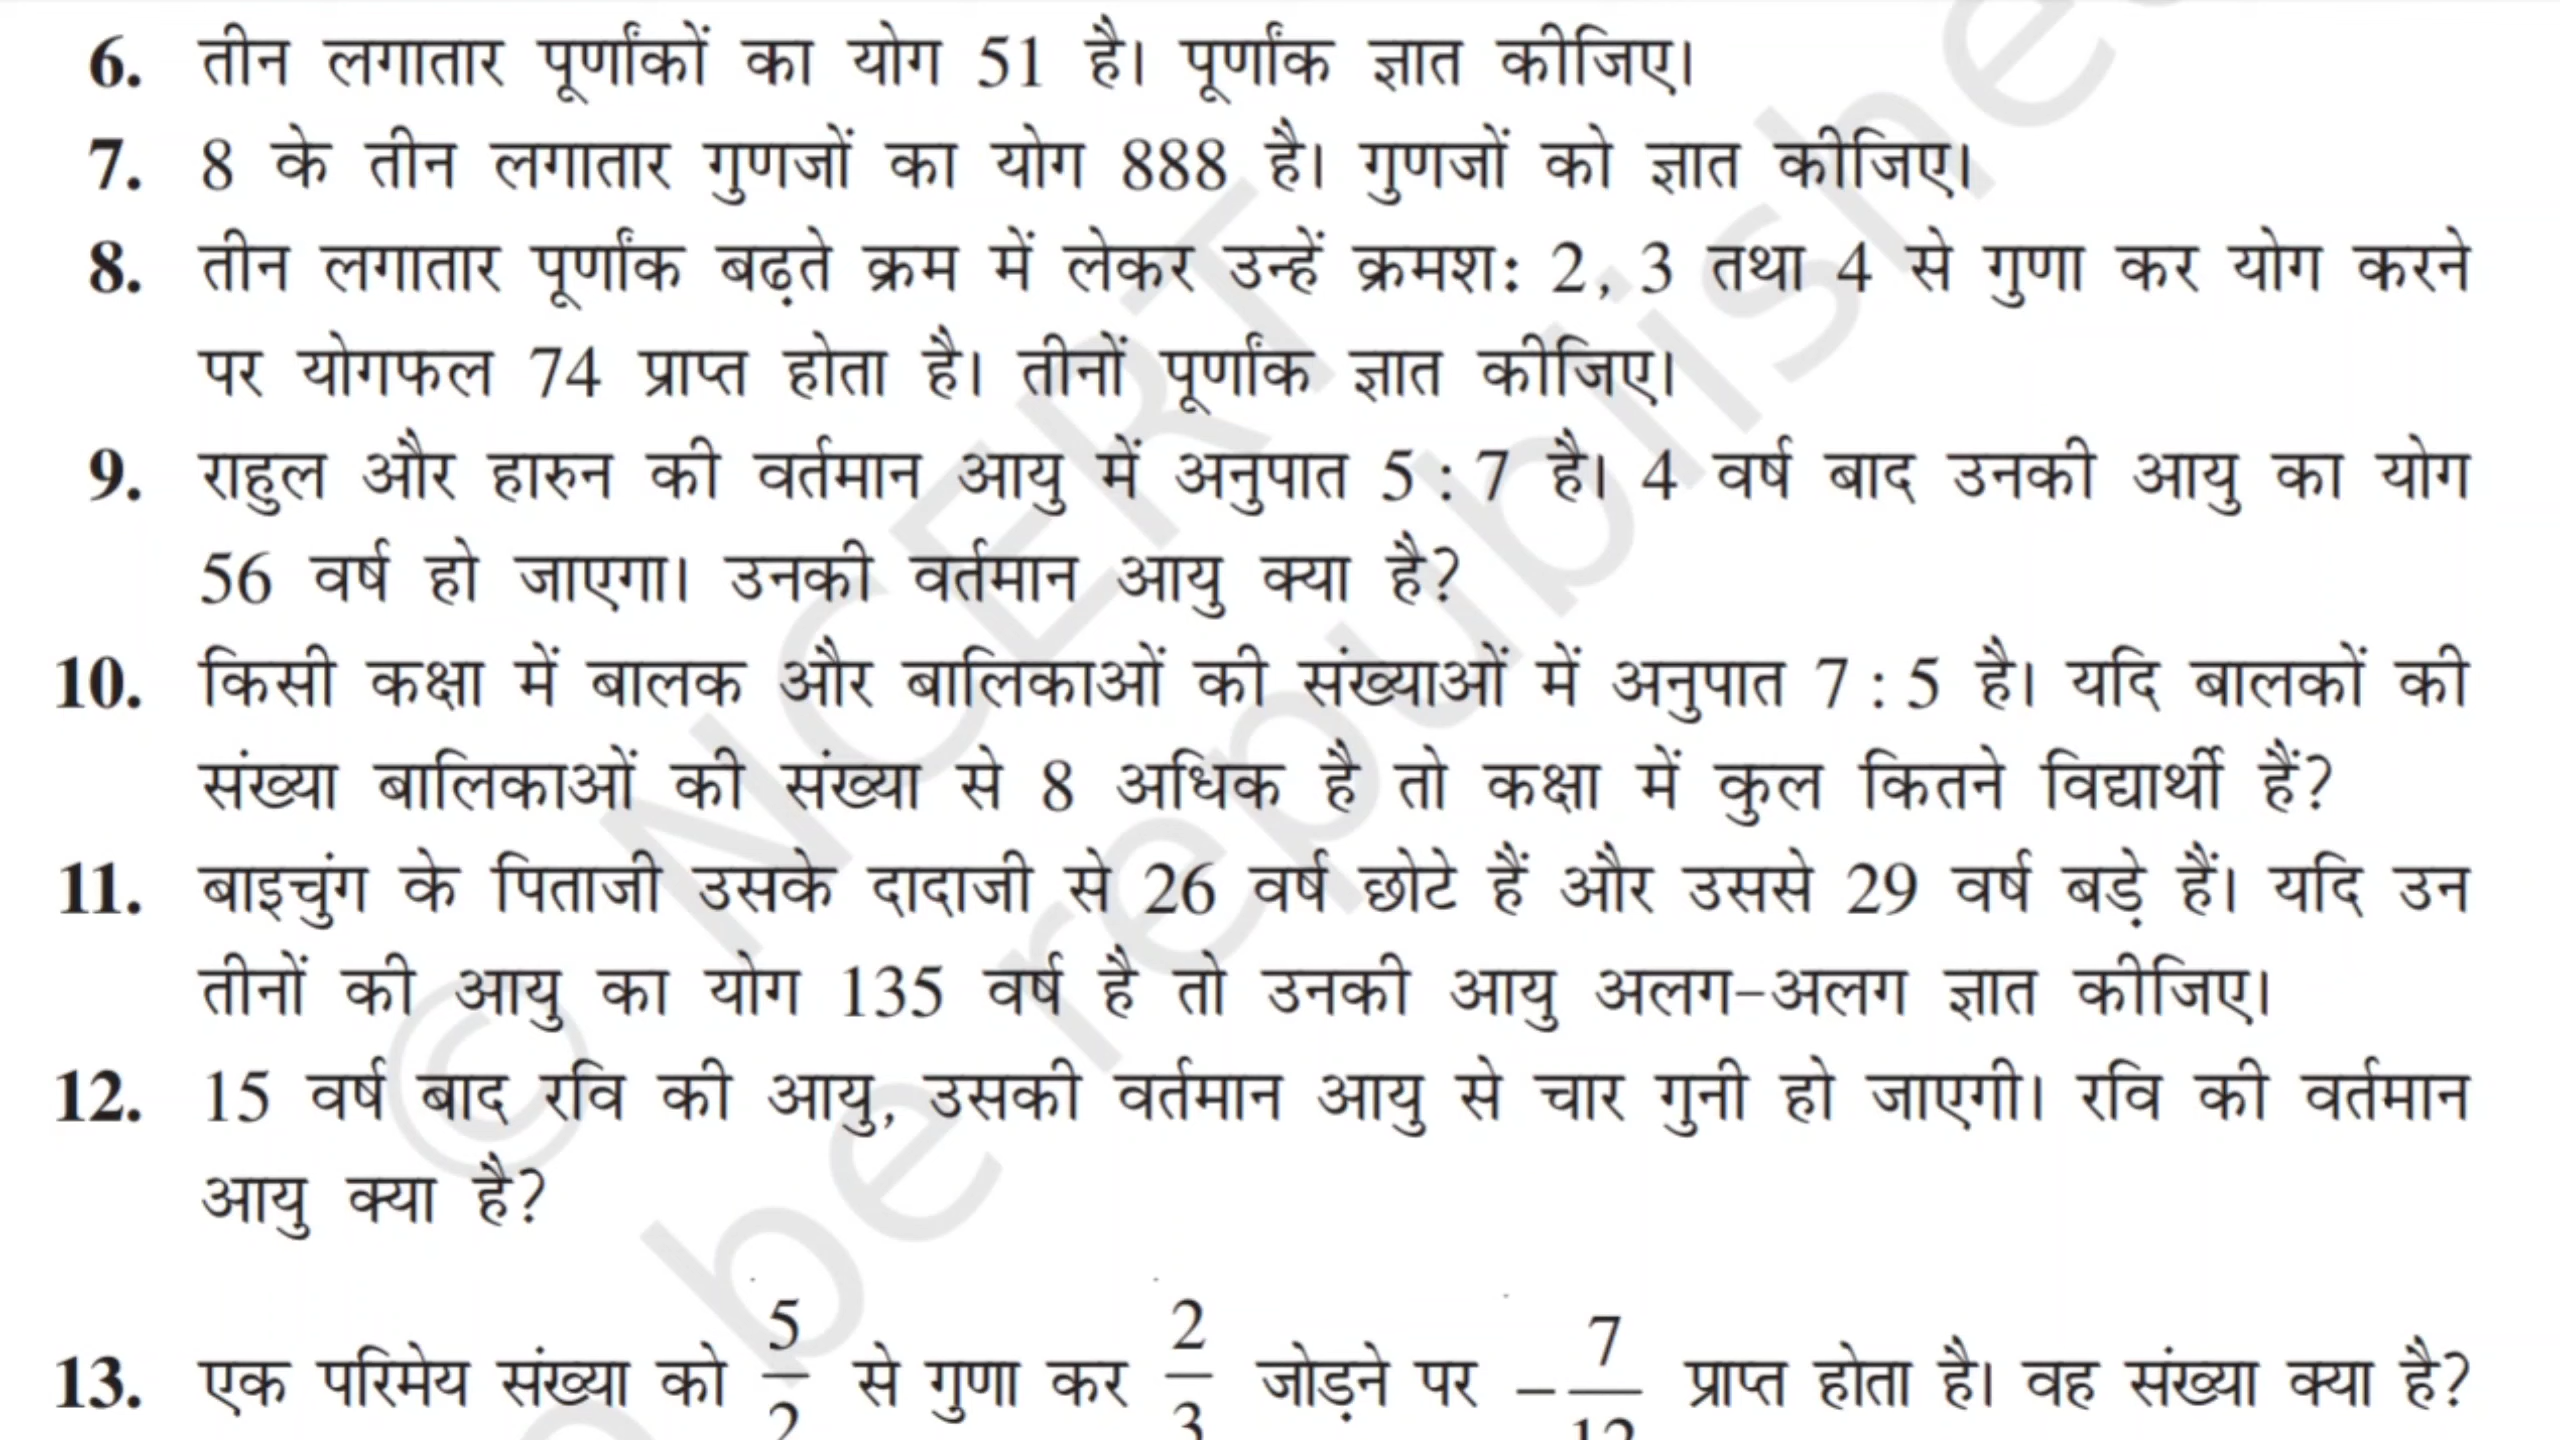 6. तीन लगातार पूर्णांकों का योग 51 है। पूर्णांक ज्ञात कीजिए।
7. 8 के तीन लगातार गुणजों का योग 888 है। गुणजों को ज्ञात कीजिए।
8. तीन लगातार पूर्णांक बढ़ते क्रम में लेकर उन्हें क्रमश: 2, 3 तथा 4 से गुणा कर योग करने
पर योगफल 74 प्राप्त होता है। तीनों पूर्णांक ज्ञात कीजिए।
9. राहुल और हारुन की वर्तमान आयु में अनुपात 5 : 7 है। 4 वर्ष बाद उनकी आयु का योग
56 वर्ष हो जाएगा। उनकी वर्तमान आयु क्या है?
10. किसी कक्षा में बालक और बालिकाओं की संख्याओं में अनुपात 7 : 5 है। यदि बालकों की
संख्या बालिकाओं की संख्या से 8 अधिक है तो कक्षा में कुल कितने विद्यार्थी हैं?
11. बाइचुंग के पिताजी उसके दादाजी से 26 वर्ष छोटे हैं और उससे 29 वर्ष बड़े हैं। यदि उन
तीनों की आयु का योग 135 वर्ष है तो उनकी आयु अलग-अलग ज्ञात कीजिए।
12. 15 वर्ष बाद रवि की आयु, उसकी वर्तमान आयु से चार गुनी हो जाएगी। रवि की वर्तमान
आयु क्या है?
13. एक परिमेय संख्या को 5/2 से गुणा कर 2/3 जोड़ने पर -7/12 प्राप्त होता है। वह संख्या क्या है?
© NCERT
be republishe